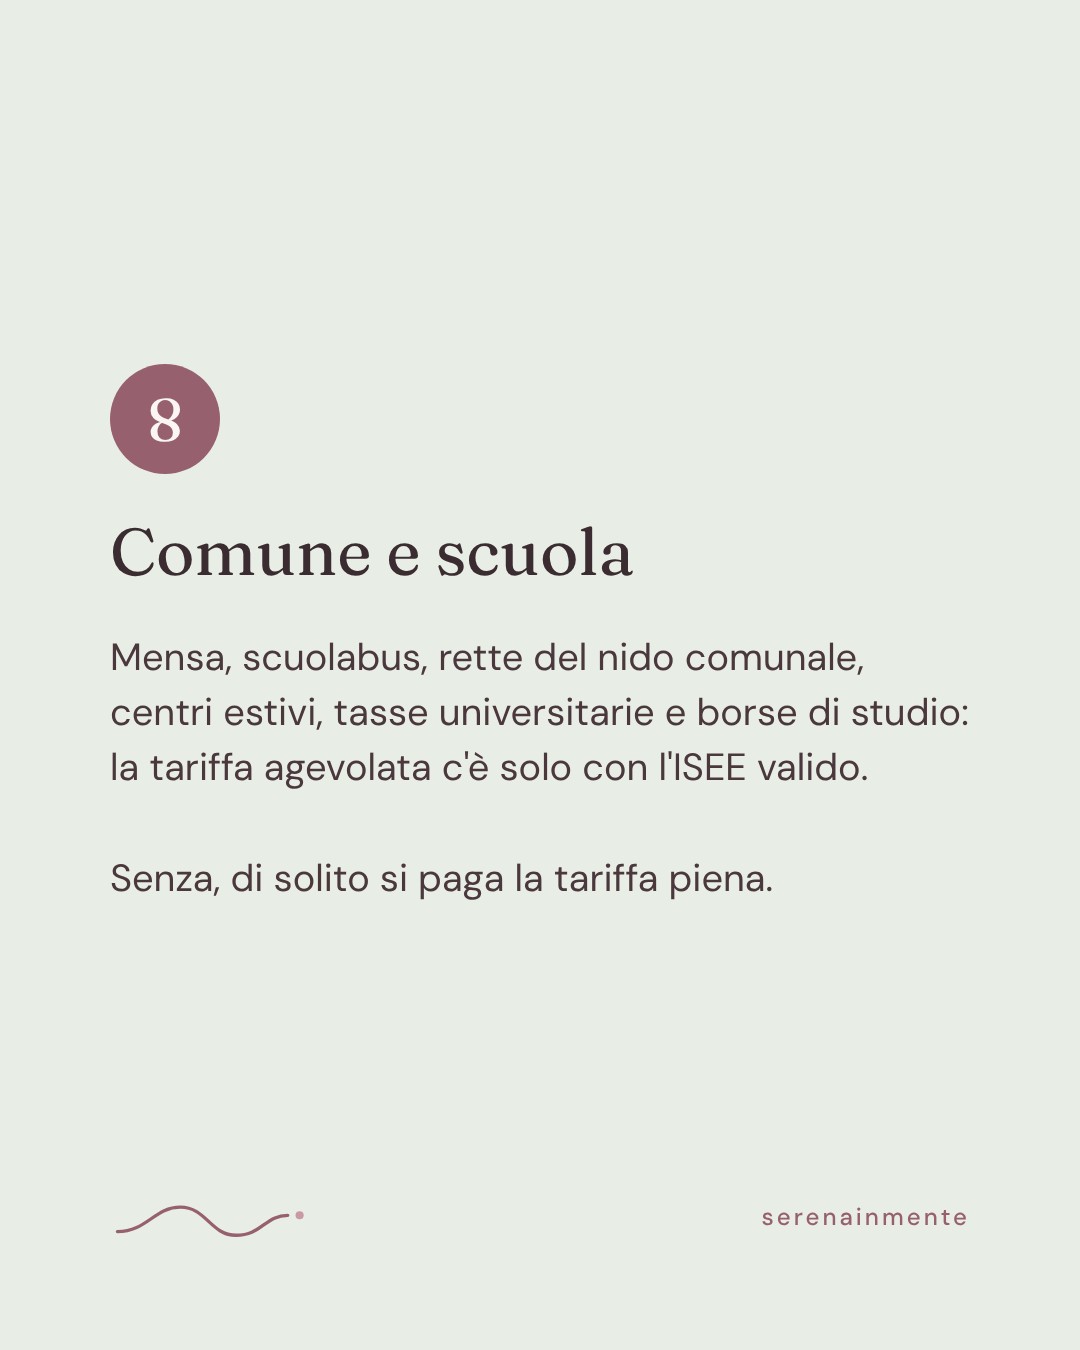 8
Comune e scuola
Mensa, scuolabus, rette del nido comunale,
centri estivi, tasse universitarie e borse di studio:
la tariffa agevolata c'è solo con l'ISEE valido.
Senza, di solito si paga la tariffa piena.
serenainmente